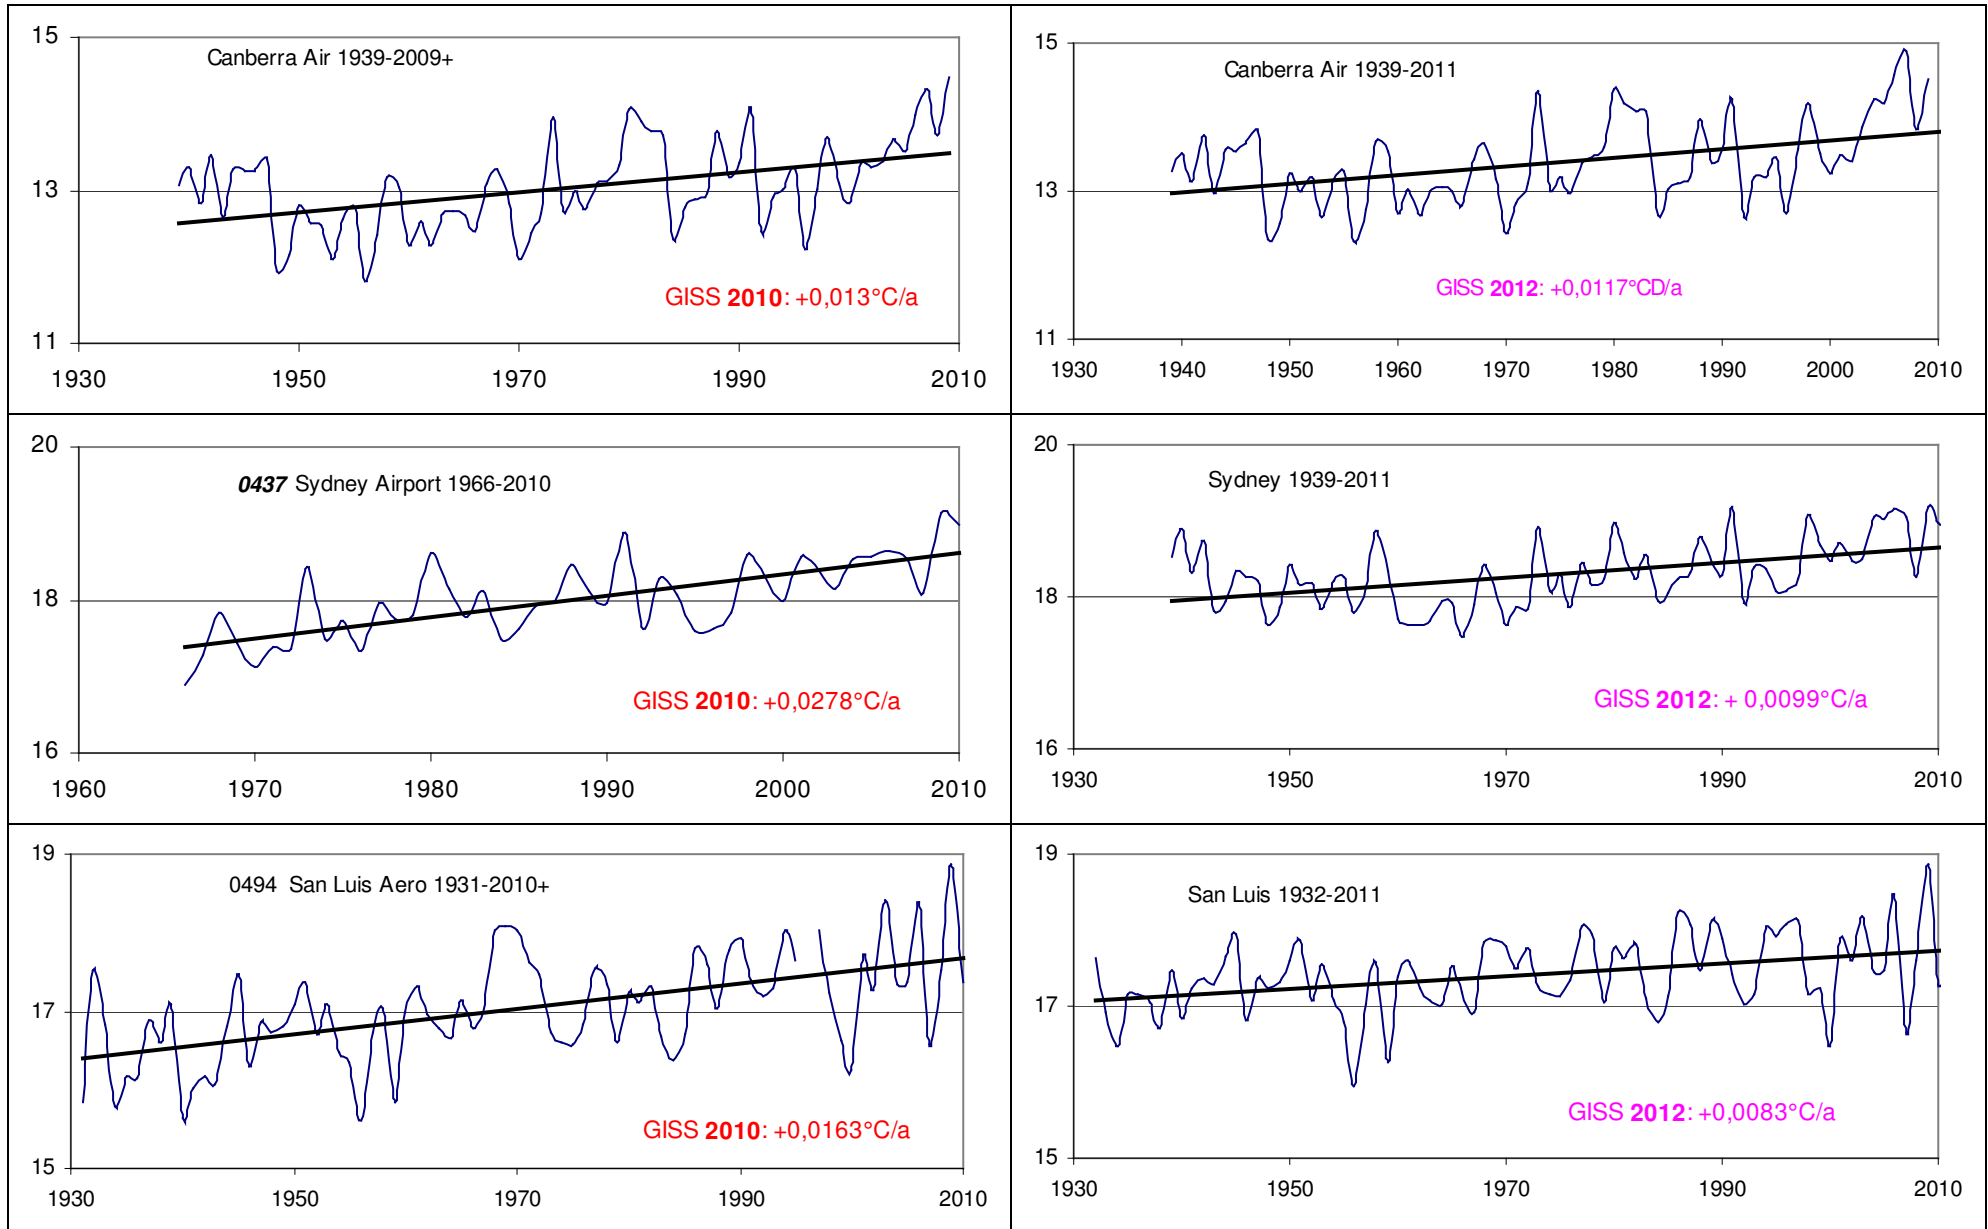 15
Canberra Air 1939-2009+
13
GISS 2010: +0,013°C/a
11
1930 1950 1970 1990 2010
15
Canberra Air 1939-2011
13
GISS 2012: +0,0117°CD/a
11
1930 1940 1950 1960 1970 1980 1990 2000 2010
20
0437 Sydney Airport 1966-2010
18
GISS 2010: +0,0278°C/a
16
1960 1970 1980 1990 2000 2010
20
Sydney 1939-2011
18
GISS 2012: + 0,0099°C/a
16
1930 1950 1970 1990 2010
19
0494 San Luis Aero 1931-2010+
17
GISS 2010: +0,0163°C/a
15
1930 1950 1970 1990 2010
19
San Luis 1932-2011
17
GISS 2012: +0,0083°C/a
15
1930 1950 1970 1990 2010